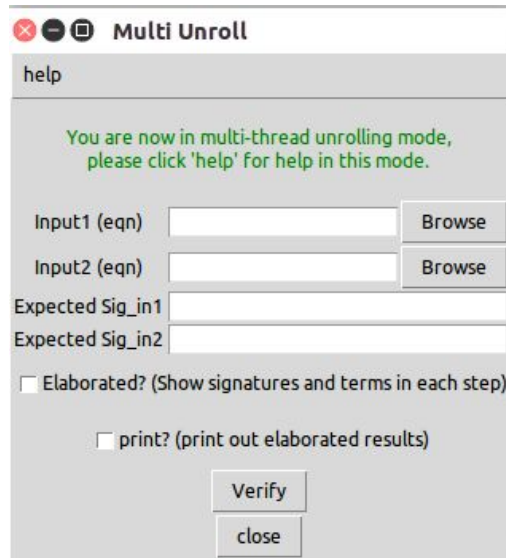 Multi Unroll
help
You are now in multi-thread unrolling mode,
please click 'help' for help in this mode.
Input1 (eqn) Browse
Input2 (eqn) Browse
Expected Sig_in1
Expected Sig_in2
Elaborated? (Show signatures and terms in each step)
print? (print out elaborated results)
Verify
close